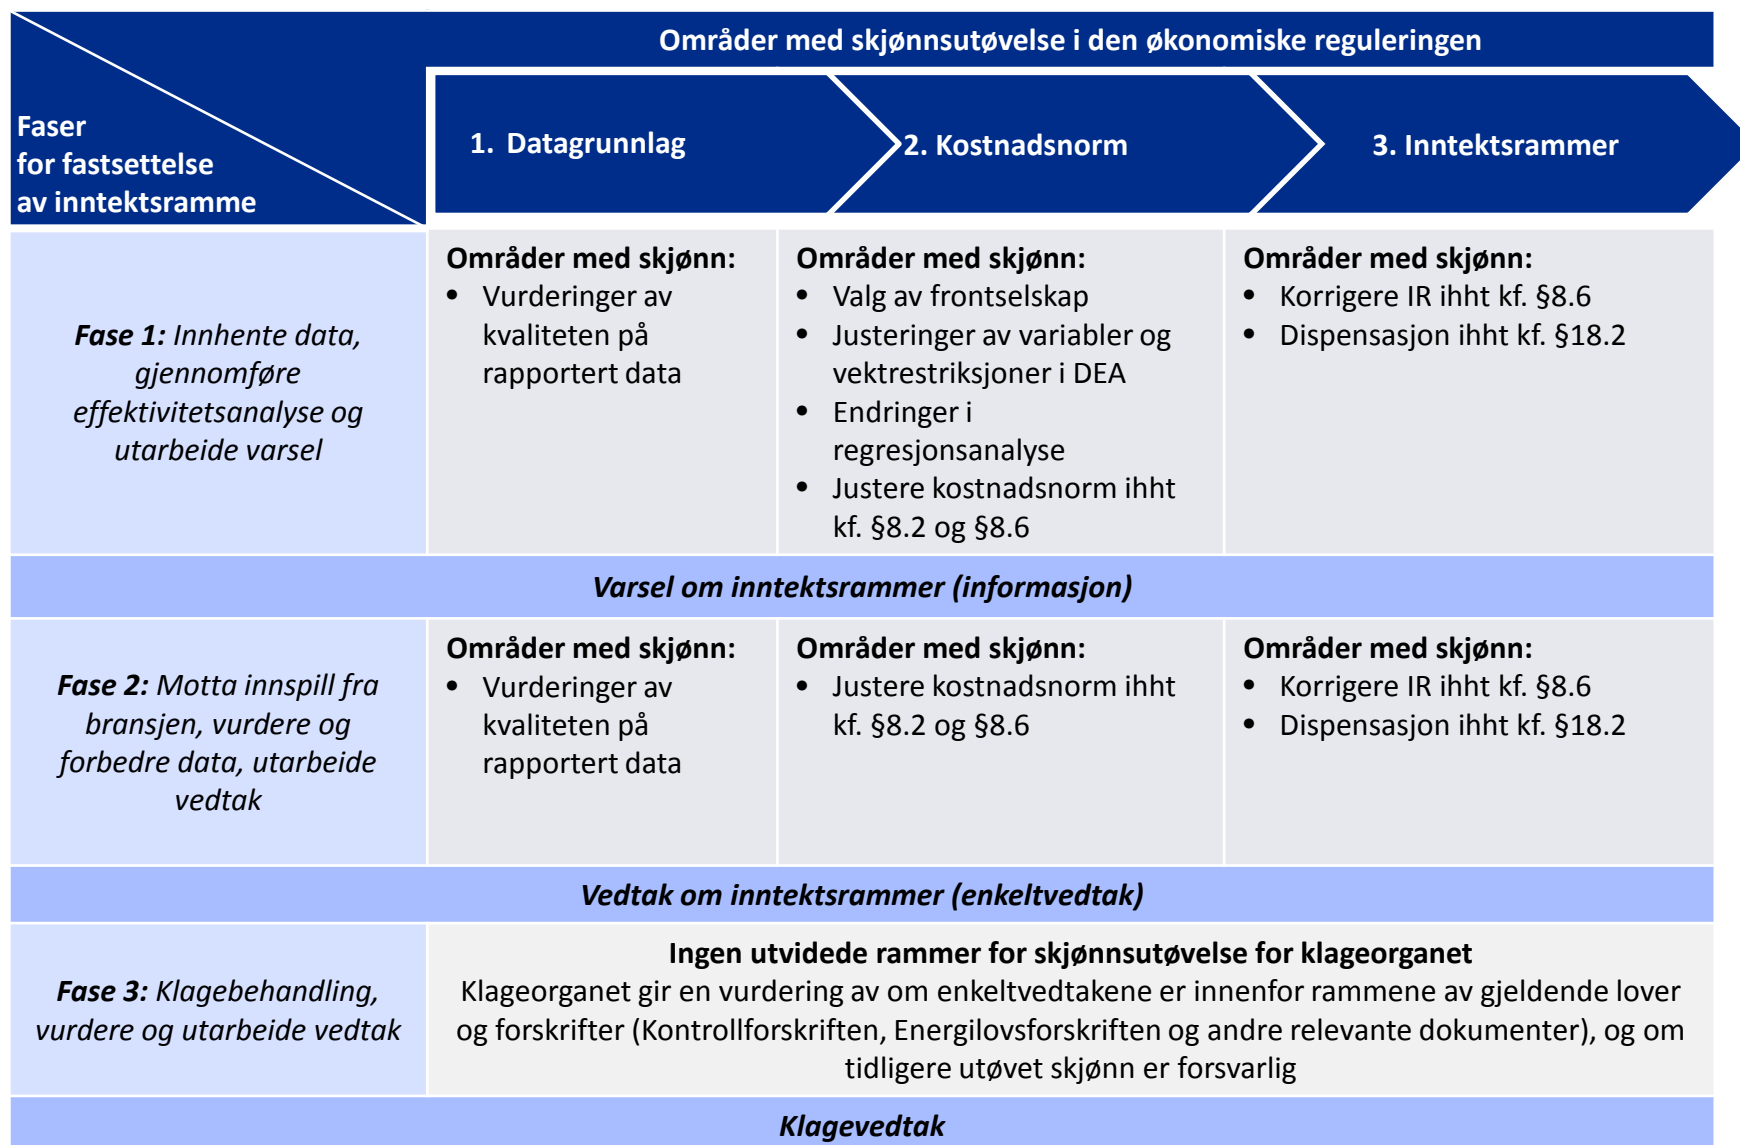 Områder med skjønnsutøvelse i den økonomiske reguleringen
Faser
for fastsettelse
av inntektsramme
1. Datagrunnlag
2. Kostnadsnorm
3. Inntektsrammer
Fase 1: Innhente data,
gjennomføre
effektivitetsanalyse og
utarbeide varsel
Områder med skjønn:
• Vurderinger av
kvaliteten på
rapportert data
Områder med skjønn:
• Valg av frontselskap
• Justeringer av variabler og
vektrestriksjoner i DEA
• Endringer i
regresjonsanalyse
• Justere kostnadsnorm ihht
kf. §8.2 og §8.6
Områder med skjønn:
• Korrigere IR ihht kf. §8.6
• Dispensasjon ihht kf. §18.2
Varsel om inntektsrammer (informasjon)
Fase 2: Motta innspill fra
bransjen, vurdere og
forbedre data, utarbeide
vedtak
Områder med skjønn:
• Vurderinger av
kvaliteten på
rapportert data
Områder med skjønn:
• Justere kostnadsnorm ihht
kf. §8.2 og §8.6
Områder med skjønn:
• Korrigere IR ihht kf. §8.6
• Dispensasjon ihht kf. §18.2
Vedtak om inntektsrammer (enkeltvedtak)
Fase 3: Klagebehandling,
vurdere og utarbeide vedtak
Ingen utvidede rammer for skjønnsutøvelse for klageorganet
Klageorganet gir en vurdering av om enkeltvedtakene er innenfor rammene av gjeldende lover
og forskrifter (Kontrollforskriften, Energilovsforskriften og andre relevante dokumenter), og om
tidligere utøvet skjønn er forsvarlig
Klagevedtak